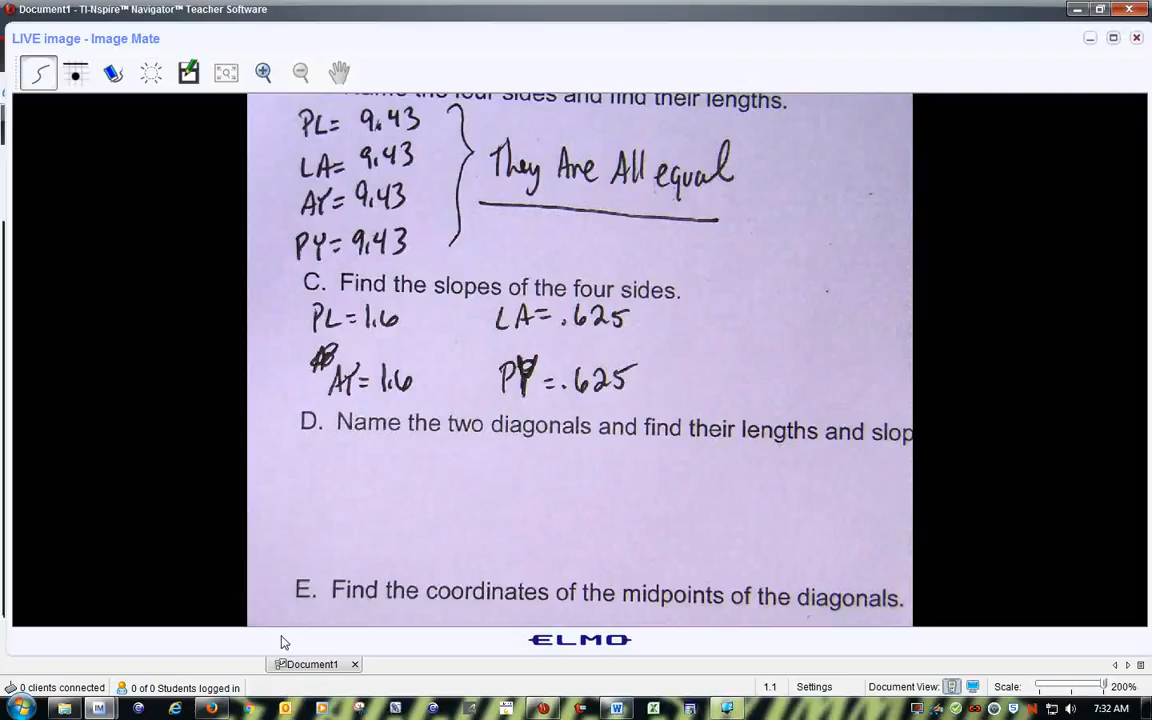 Document1 - TI-Nspire™ Navigator™ Teacher Software
LIVE image - Image Mate
Name the four sides and find their lengths.
PL= 9.43
LA= 9.43
AY= 9.43
PY= 9.43
They Are All equal
C. Find the slopes of the four sides.
PL=1.6 LA=.625
AY=1.6 PY=.625
D. Name the two diagonals and find their lengths and slop
E. Find the coordinates of the midpoints of the diagonals.
ELMO
Document1
0 clients connected 0 of 0 Students logged in 1.1 Settings Document View: Scale: 200%
7:32 AM